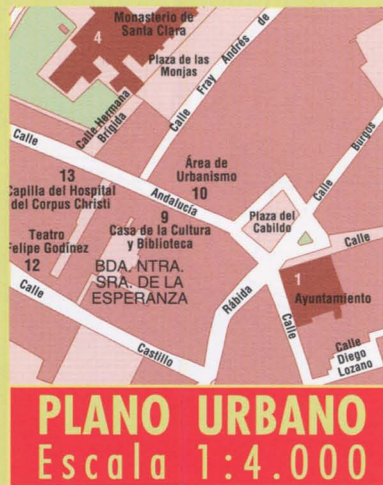 Monasterio de
Santa Clara
4
Plaza de las
Monjas
Calle Fray Andrés de
Calle Hermana
Brígida
Calle Andalucía
Calle Burgos
13
Capilla del Hospital
del Corpus Christi
Área de
Urbanismo
10
9
Casa de la Cultura
y Biblioteca
Plaza del
Cabildo
Teatro
Felipe Godínez
12
BDA. NTRA.
SRA. DE LA
ESPERANZA
Calle
1
Ayuntamiento
Calle Rábida
Calle Castillo
Calle
Diego
Lozano
PLANO URBANO
Escala 1:4.000